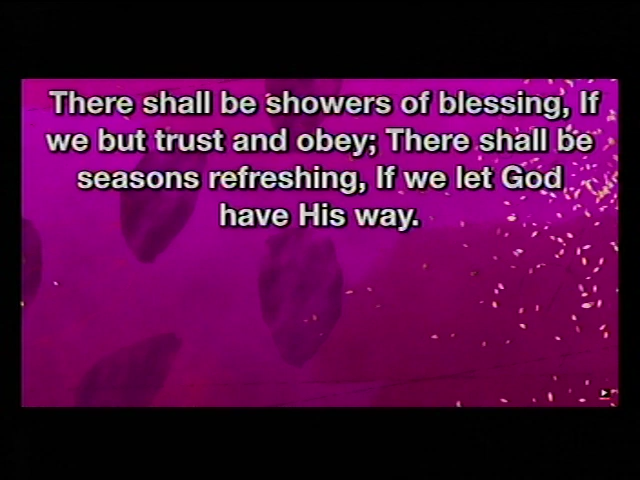 There shall be showers of blessing, If
we but trust and obey; There shall be
seasons refreshing, If we let God
have His way.